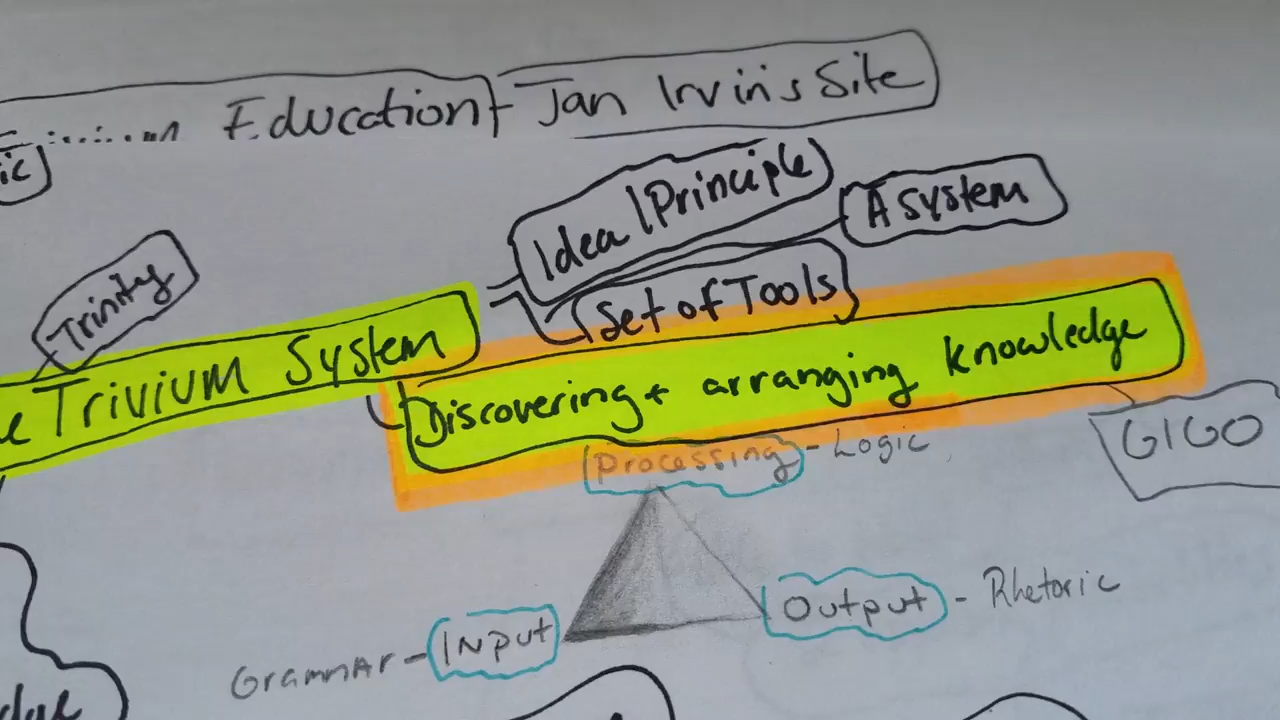 Education Jan Irvin's Site
ic
Idea | Principle
A System
Trinity
Set of Tools
Trivium System
Discovering + arranging knowledge
GIGO
Processing - Logic
Output - Rhetoric
Grammar - Input